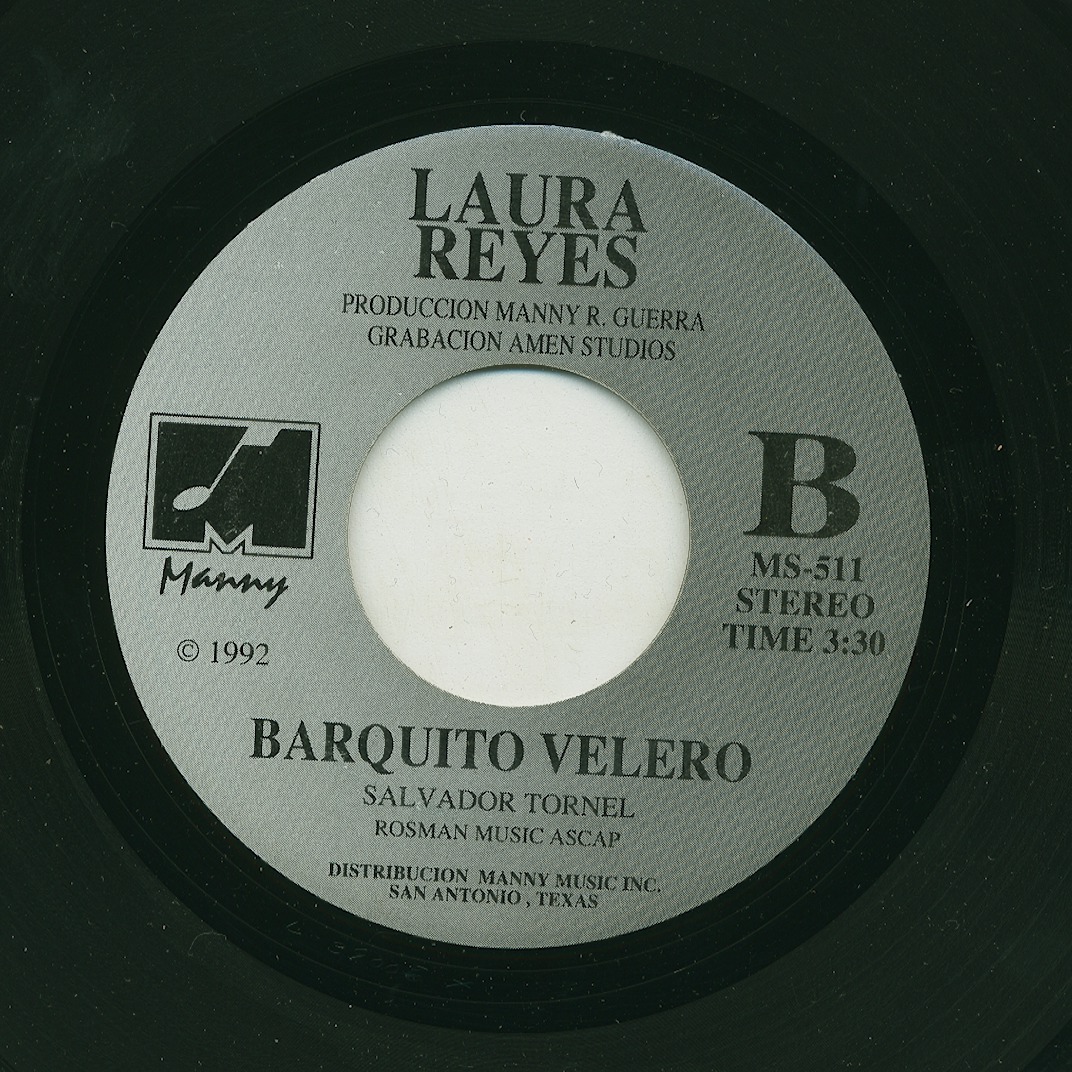 LAURA
REYES
PRODUCCION MANNY R. GUERRA
GRABACION AMEN STUDIOS
Manny
© 1992
B
MS-511
STEREO
TIME 3:30
BARQUITO VELERO
SALVADOR TORNEL
ROSMAN MUSIC ASCAP
DISTRIBUCION MANNY MUSIC INC.
SAN ANTONIO , TEXAS